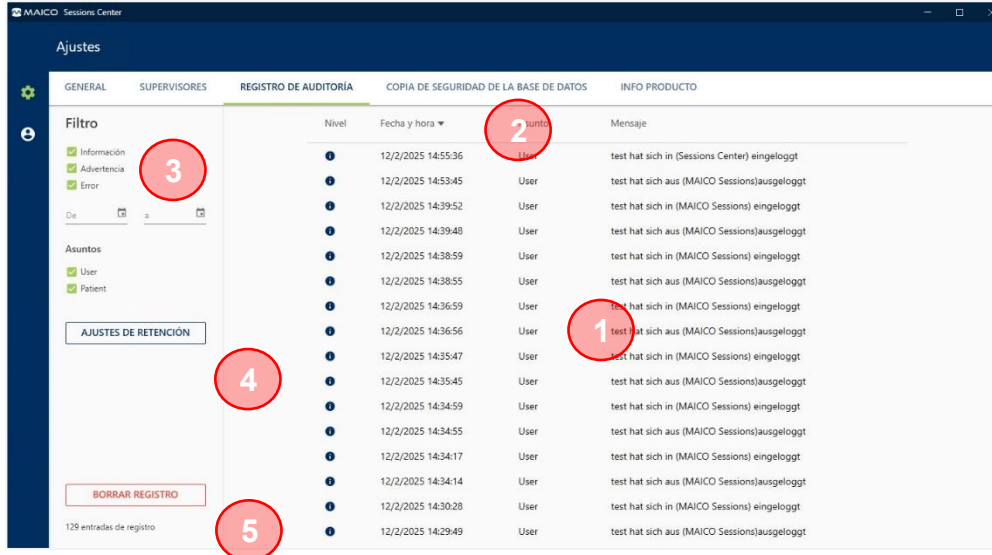 MAICO Sessions Center
Ajustes
GENERAL SUPERVISORES REGISTRO DE AUDITORÍA COPIA DE SEGURIDAD DE LA BASE DE DATOS INFO PRODUCTO
Filtro
Información
Advertencia
Error
3
De a
Asuntos
User
Patient
AJUSTES DE RETENCIÓN
4
BORRAR REGISTRO
129 entradas de registro
5
Nivel Fecha y hora Mensaje
2
12/2/2025 14:55:36 User test hat sich in (Sessions Center) eingeloggt
12/2/2025 14:53:45 User test hat sich aus (MAICO Sessions)ausgeloggt
12/2/2025 14:39:52 User test hat sich in (MAICO Sessions) eingeloggt
12/2/2025 14:39:48 User test hat sich aus (MAICO Sessions)ausgeloggt
12/2/2025 14:38:59 User test hat sich in (MAICO Sessions) eingeloggt
12/2/2025 14:38:55 User test hat sich aus (MAICO Sessions)ausgeloggt
12/2/2025 14:36:59 User test hat sich in (MAICO Sessions) eingeloggt
12/2/2025 14:36:56 User test hat sich aus (MAICO Sessions)ausgeloggt
1
12/2/2025 14:35:47 User test hat sich in (MAICO Sessions) eingeloggt
12/2/2025 14:35:45 User test hat sich aus (MAICO Sessions)ausgeloggt
12/2/2025 14:34:59 User test hat sich in (MAICO Sessions) eingeloggt
12/2/2025 14:34:55 User test hat sich aus (MAICO Sessions)ausgeloggt
12/2/2025 14:34:17 User test hat sich in (MAICO Sessions) eingeloggt
12/2/2025 14:34:14 User test hat sich aus (MAICO Sessions)ausgeloggt
12/2/2025 14:30:28 User test hat sich in (MAICO Sessions) eingeloggt
12/2/2025 14:29:49 User test hat sich aus (MAICO Sessions)ausgeloggt